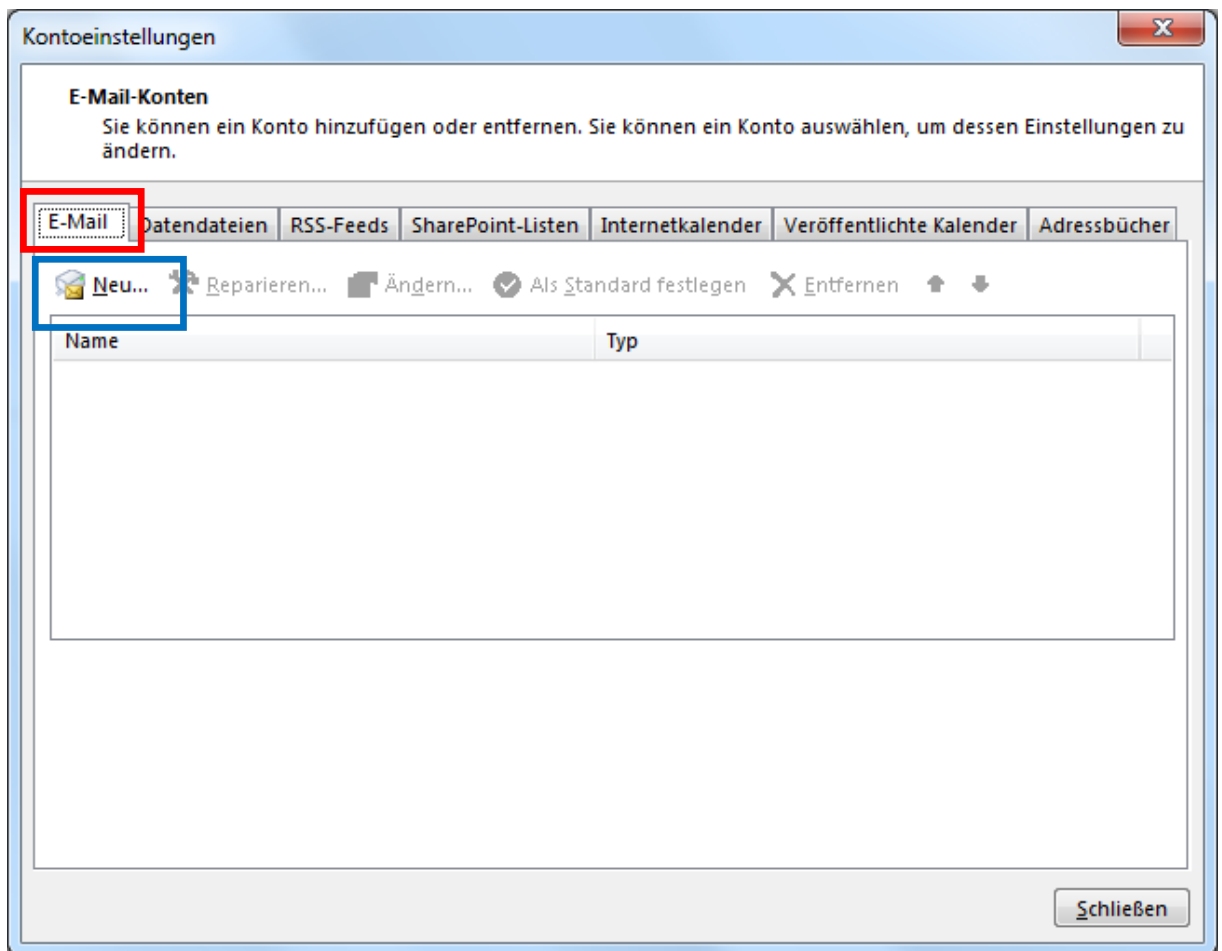 Kontoeinstellungen
E-Mail-Konten
Sie können ein Konto hinzufügen oder entfernen. Sie können ein Konto auswählen, um dessen Einstellungen zu
ändern.
E-Mail Datendateien RSS-Feeds SharePoint-Listen Internetkalender Veröffentlichte Kalender Adressbücher
Neu... Reparieren... Ändern... Als Standard festlegen Entfernen
Name Typ
Schließen